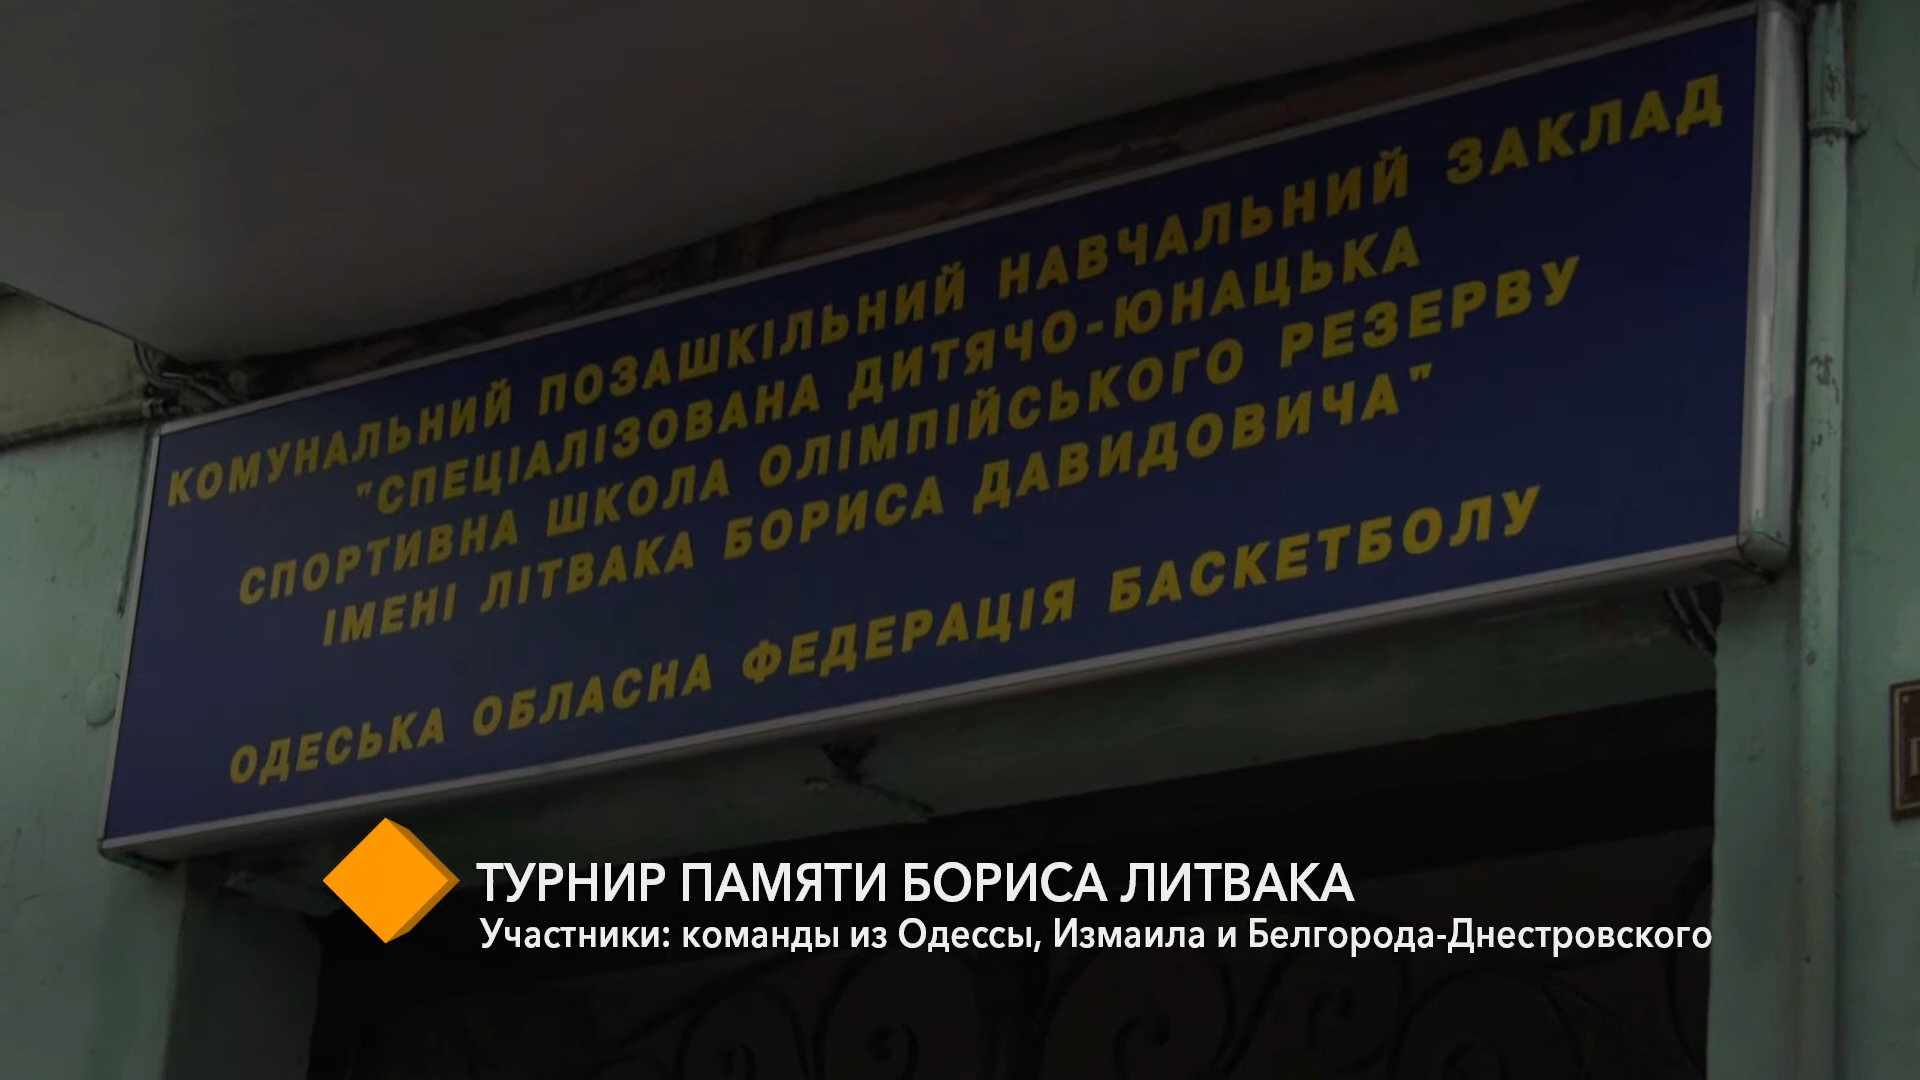 КОМУНАЛЬНИЙ ПОЗАШКІЛЬНИЙ НАВЧАЛЬНИЙ ЗАКЛАД
"СПЕЦІАЛІЗОВАНА ДИТЯЧО-ЮНАЦЬКА
СПОРТИВНА ШКОЛА ОЛІМПІЙСЬКОГО РЕЗЕРВУ
ІМЕНІ ЛІТВАКА БОРИСА ДАВИДОВИЧА"
ОДЕСЬКА ОБЛАСНА ФЕДЕРАЦІЯ БАСКЕТБОЛУ
ТУРНИР ПАМЯТИ БОРИСА ЛИТВАКА
Участники: команды из Одессы, Измаила и Белгорода-Днестровского